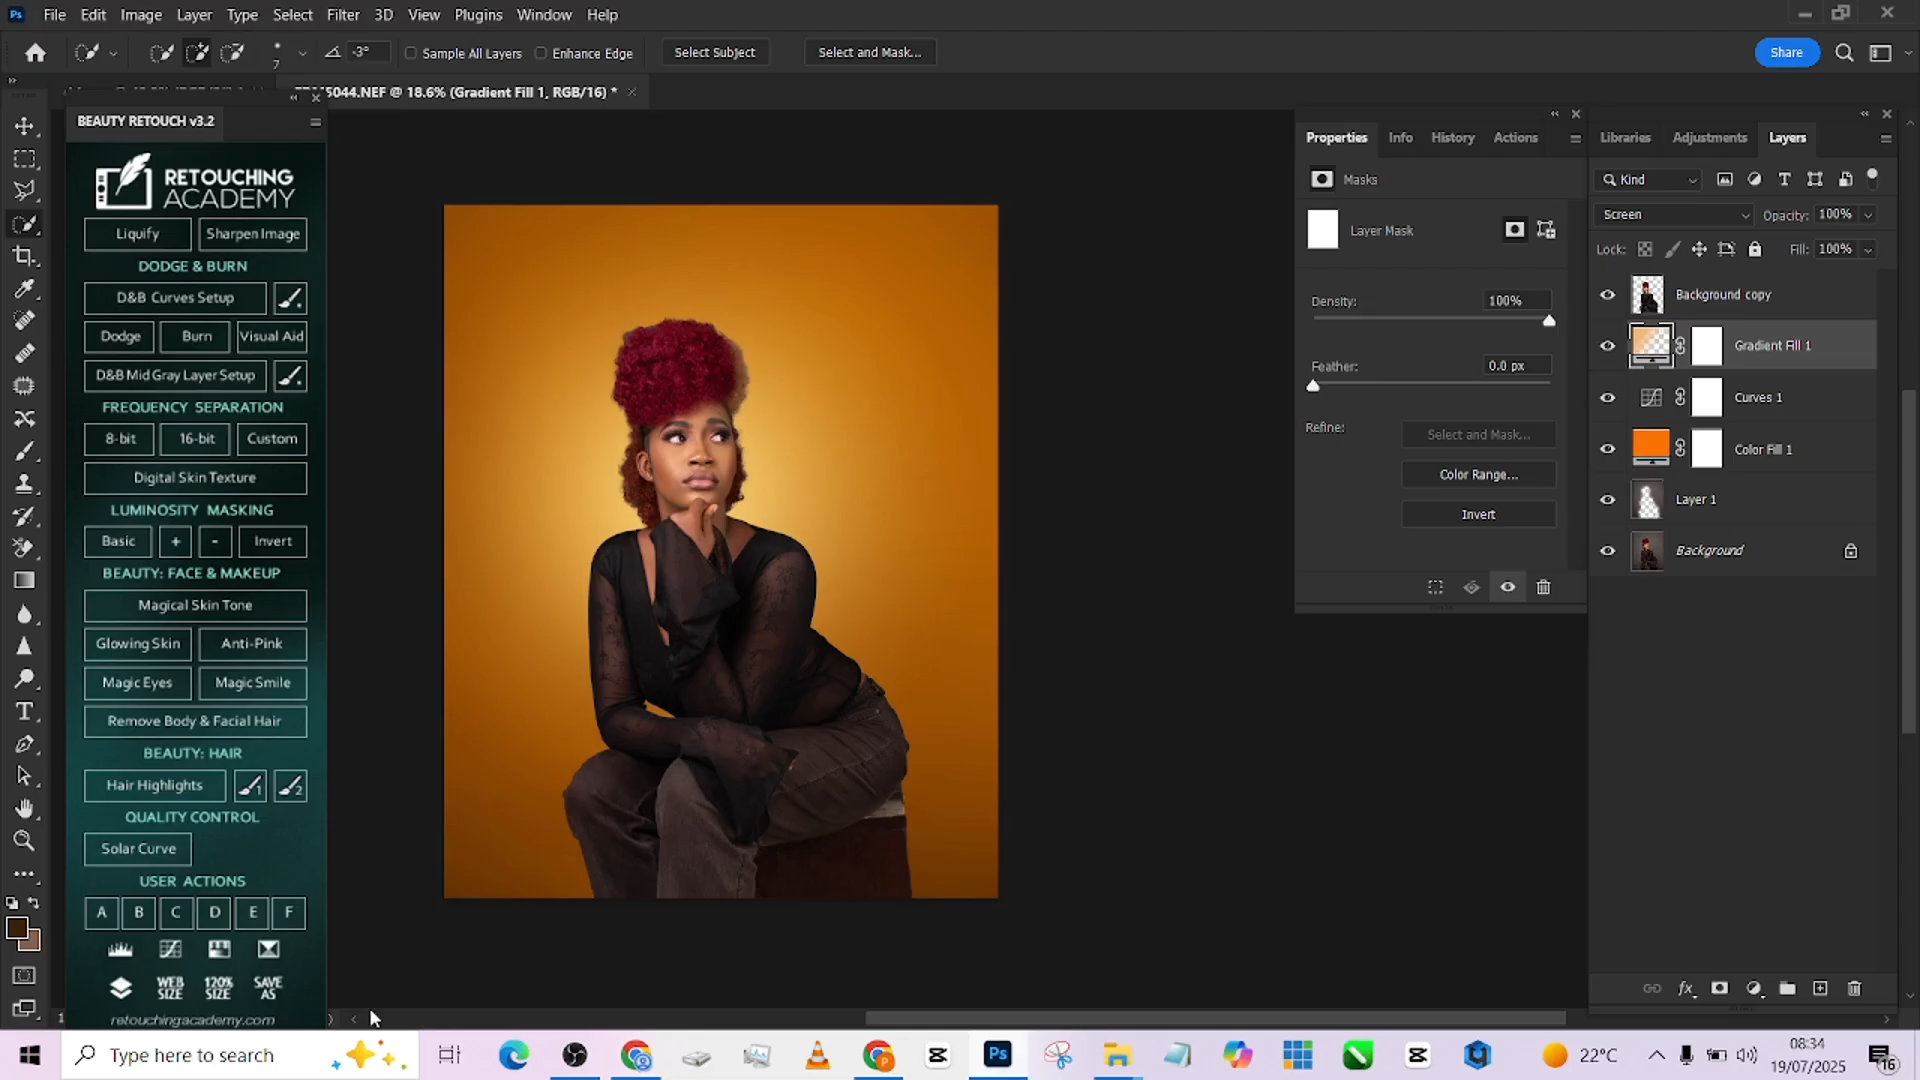 Ps File Edit Image Layer Type Select Filter 3D View Plugins Window Help
7 -3° Sample All Layers Enhance Edge Select Subject Select and Mask... Share
5044.NEF @ 18.6% (Gradient Fill 1, RGB/16) *
BEAUTY RETOUCH v3.2
RETOUCHING
ACADEMY
Liquify Sharpen Image
DODGE & BURN
D&B Curves Setup
Dodge Burn Visual Aid
D&B Mid Gray Layer Setup
FREQUENCY SEPARATION
8-bit 16-bit Custom
Digital Skin Texture
LUMINOSITY MASKING
Basic + - Invert
BEAUTY: FACE & MAKEUP
Magical Skin Tone
Glowing Skin Anti-Pink
Magic Eyes Magic Smile
Remove Body & Facial Hair
BEAUTY: HAIR
Hair Highlights 1 2
QUALITY CONTROL
Solar Curve
USER ACTIONS
A B C D E F
WEB SIZE 120% SIZE SAVE AS
retouchingacademy.com
Properties Info History Actions
Masks
Layer Mask
Density: 100%
Feather: 0.0 px
Refine: Select and Mask...
Color Range...
Invert
Libraries Adjustments Layers
Kind
Screen Opacity: 100%
Lock: Fill: 100%
Background copy
Gradient Fill 1
Curves 1
Color Fill 1
Layer 1
Background
fx
Type here to search
Ps
22°C
08:34
19/07/2025
16